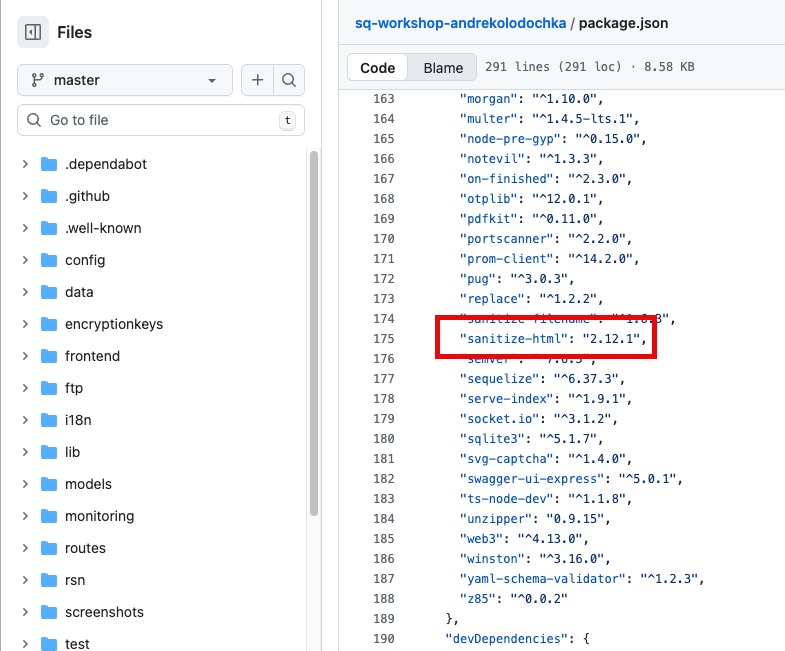 Files
master
Go to file
t
.dependabot
.github
.well-known
config
data
encryptionkeys
frontend
ftp
i18n
lib
models
monitoring
routes
rsn
screenshots
test
sq-workshop-andrekolodochka / package.json
Code Blame 291 lines (291 loc) · 8.58 KB
163 "morgan": "^1.10.0",
164 "multer": "^1.4.5-lts.1",
165 "node-pre-gyp": "^0.15.0",
166 "notevil": "^1.3.3",
167 "on-finished": "^2.3.0",
168 "otplib": "^12.0.1",
169 "pdfkit": "^0.11.0",
170 "portscanner": "^2.2.0",
171 "prom-client": "^14.2.0",
172 "pug": "^3.0.3",
173 "replace": "^1.2.2",
174 "sanitize-filename": "^1.6.3",
175 "sanitize-html": "2.12.1",
176 "semver": "^7.6.3",
177 "sequelize": "^6.37.3",
178 "serve-index": "^1.9.1",
179 "socket.io": "^3.1.2",
180 "sqlite3": "^5.1.7",
181 "svg-captcha": "^1.4.0",
182 "swagger-ui-express": "^5.0.1",
183 "ts-node-dev": "^1.1.8",
184 "unzipper": "0.9.15",
185 "web3": "^4.13.0",
186 "winston": "^3.16.0",
187 "yaml-schema-validator": "^1.2.3",
188 "z85": "^0.0.2"
189 },
190 "devDependencies": {